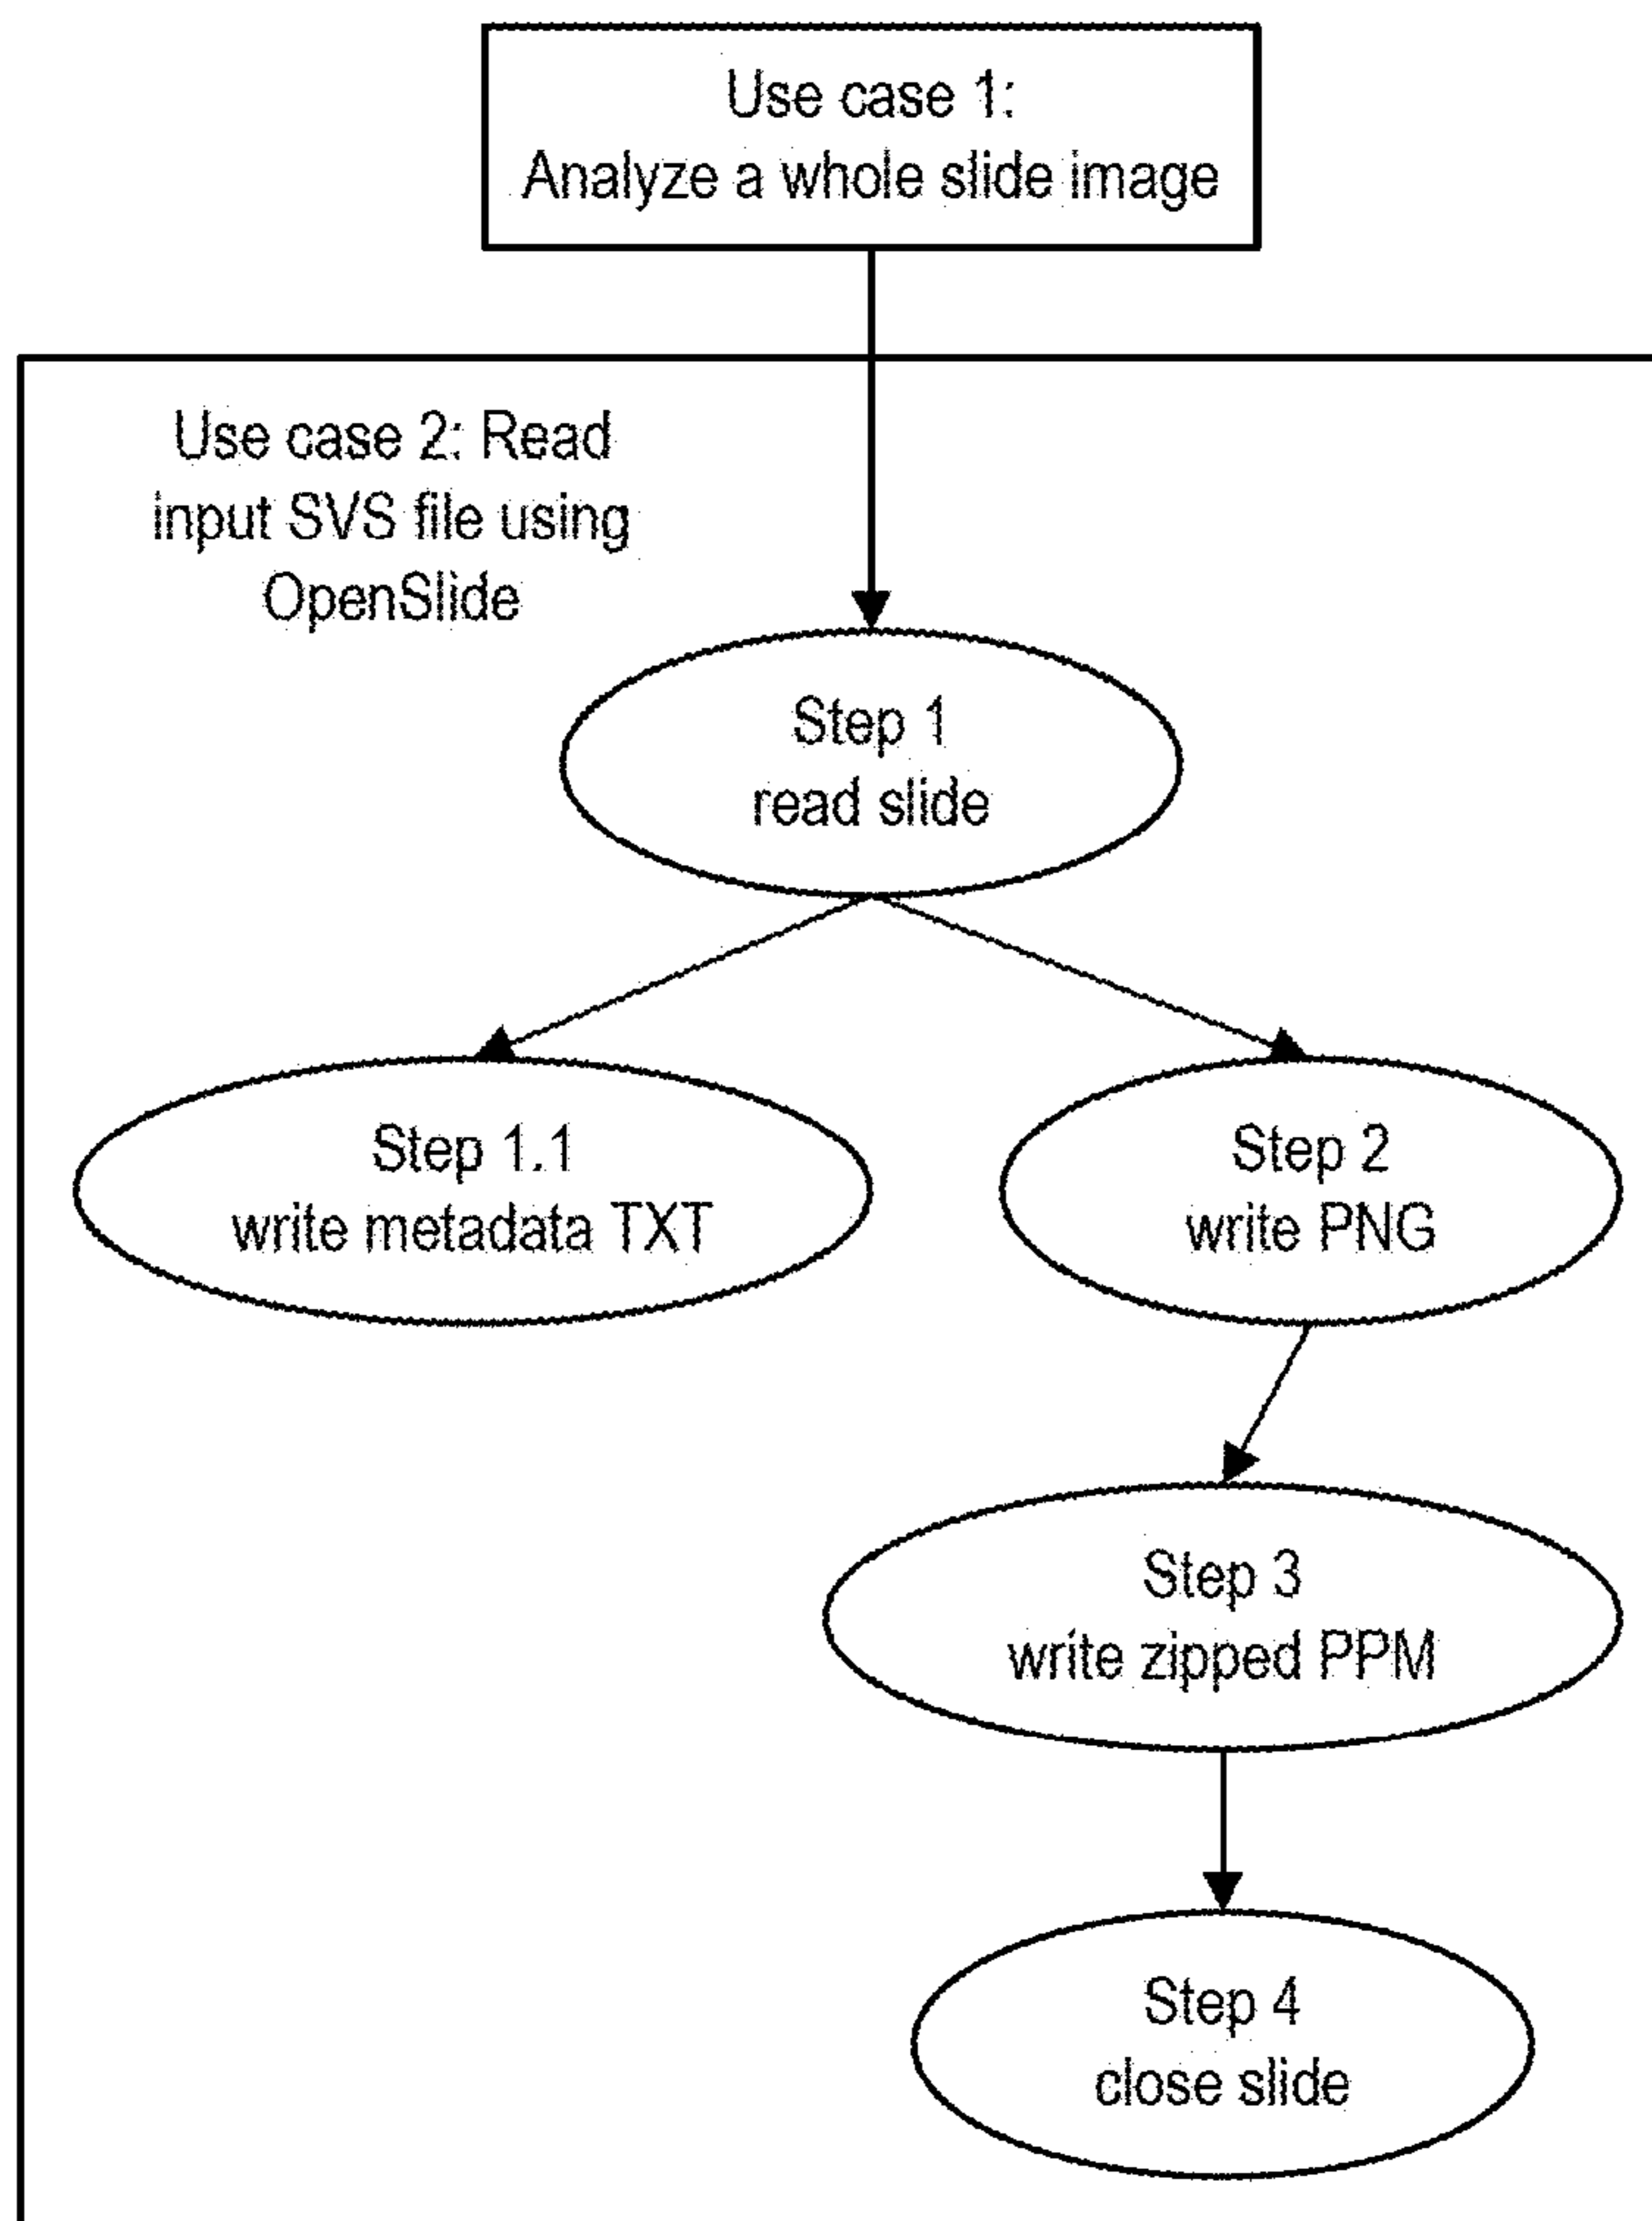 Use case 1:
Analyze a whole slide image
Use case 2: Read
input SVS file using
OpenSlide
Step 1
read slide
Step 1.1
write metadata TXT
Step 2
write PNG
Step 3
write zipped PPM
Step 4
close slide